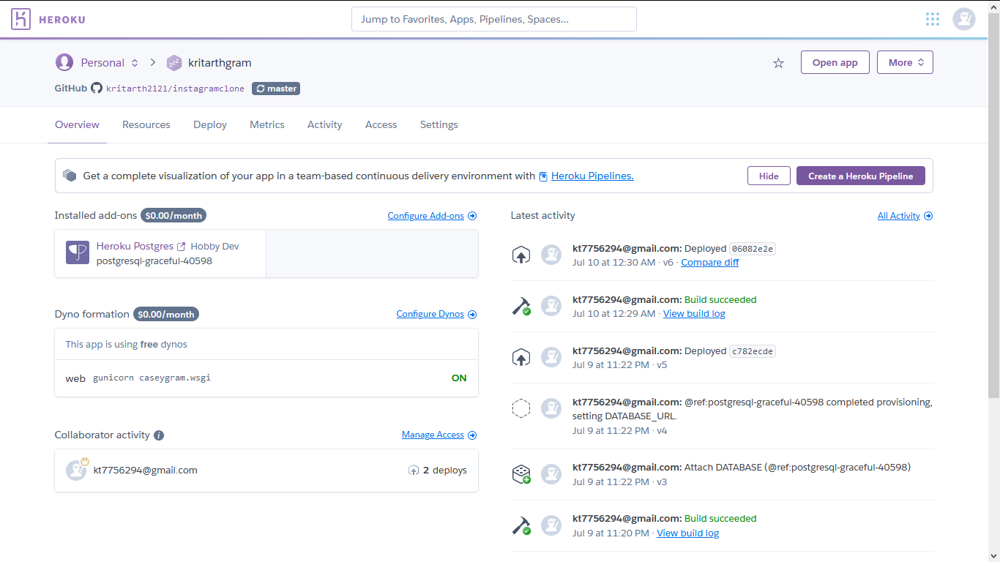 HEROKU
Jump to Favorites, Apps, Pipelines, Spaces...
Personal
kritarthgram
Open app
More
GitHub kritarth2121/instagramclone master
Overview Resources Deploy Metrics Activity Access Settings
Get a complete visualization of your app in a team-based continuous delivery environment with Heroku Pipelines.
Hide
Create a Heroku Pipeline
Installed add-ons $0.00/month
Configure Add-ons
Heroku Postgres Hobby Dev
postgresql-graceful-40598
Dyno formation $0.00/month
Configure Dynos
This app is using free dynos
web gunicorn caseygram.wsgi ON
Collaborator activity
Manage Access
kt7756294@gmail.com
2 deploys
Latest activity
All Activity
kt7756294@gmail.com: Deployed 06082e2e
Jul 10 at 12:30 AM · v6 · Compare diff
kt7756294@gmail.com: Build succeeded
Jul 10 at 12:29 AM · View build log
kt7756294@gmail.com: Deployed c782ecde
Jul 9 at 11:22 PM · v5
kt7756294@gmail.com: @ref:postgresql-graceful-40598 completed provisioning,
setting DATABASE_URL.
Jul 9 at 11:22 PM · v4
kt7756294@gmail.com: Attach DATABASE (@ref:postgresql-graceful-40598)
Jul 9 at 11:22 PM · v3
kt7756294@gmail.com: Build succeeded
Jul 9 at 11:20 PM · View build log